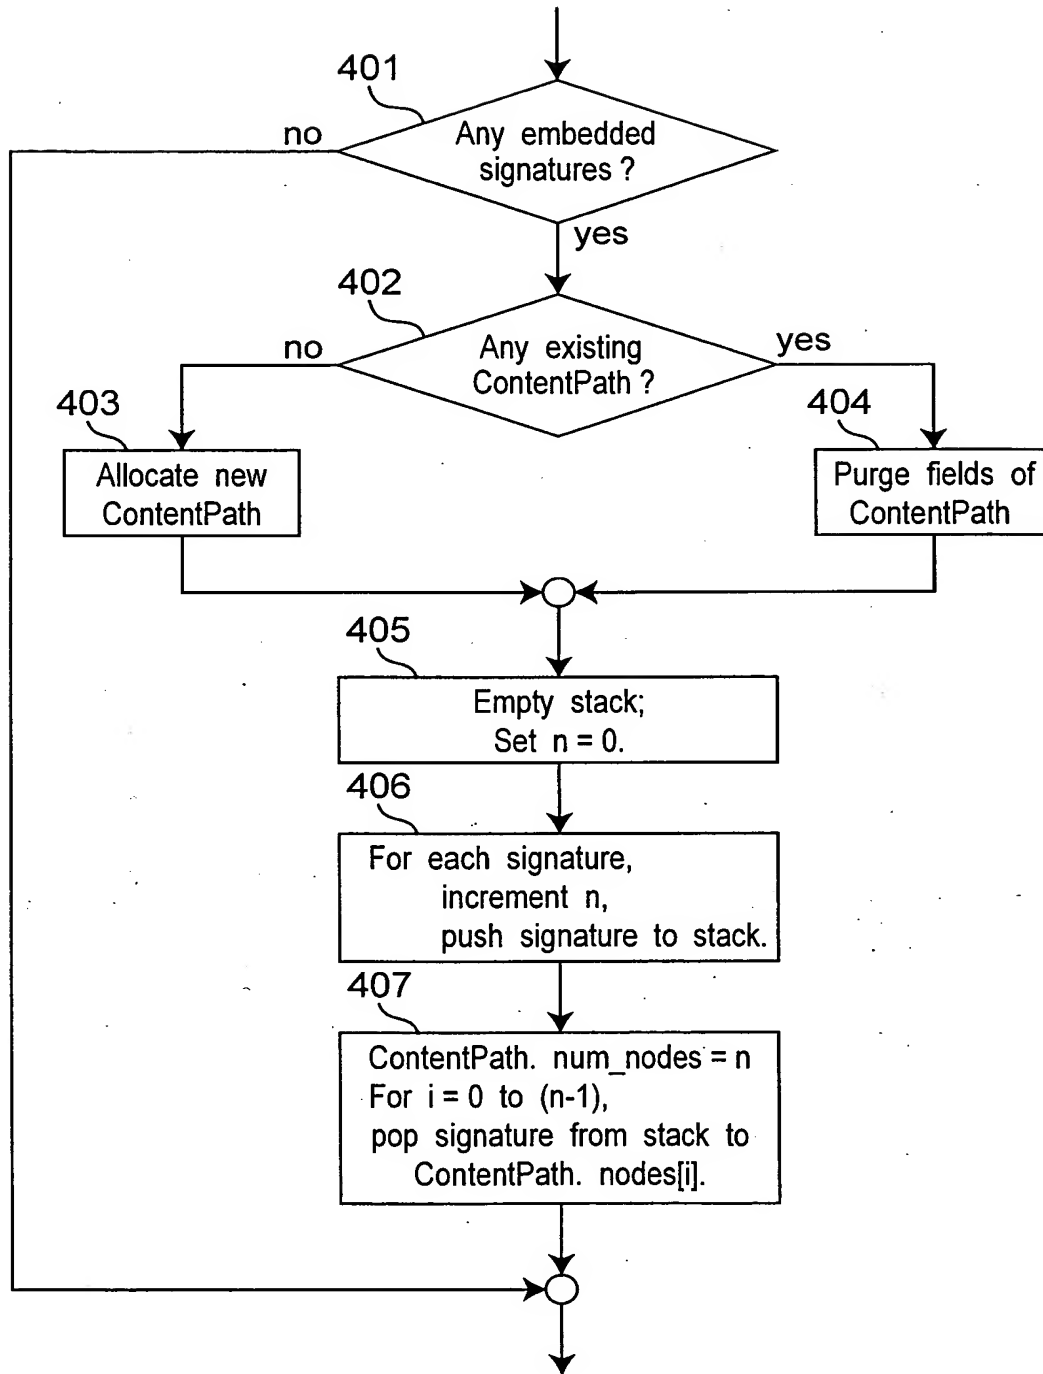 401
no
Any embedded
signatures ?
yes
402
no
Any existing
ContentPath ?
yes
403
Allocate new
ContentPath
404
Purge fields of
ContentPath
405
Empty stack;
Set n = 0.
406
For each signature,
increment n,
push signature to stack.
407
ContentPath. num_nodes = n
For i = 0 to (n-1),
pop signature from stack to
ContentPath. nodes[i].